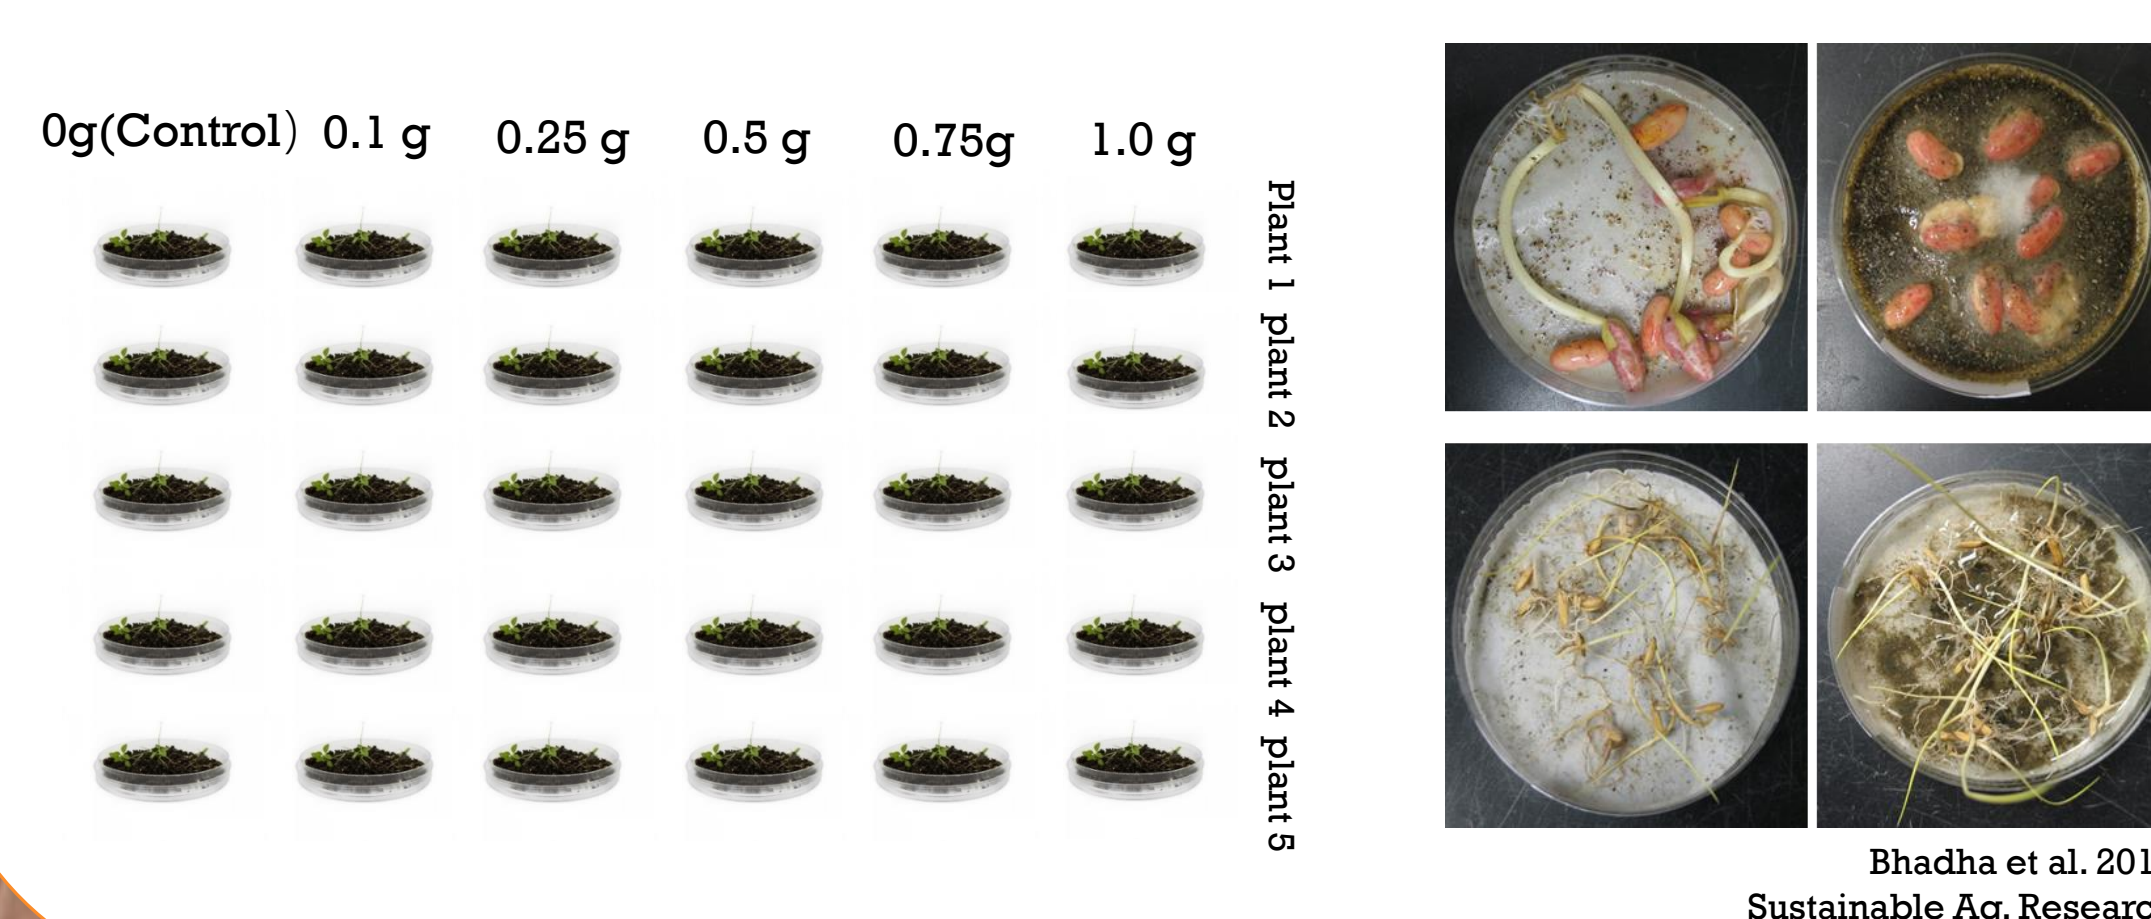 0g(Control) 0.1 g 0.25 g 0.5 g 0.75g 1.0 g
Plant 1 plant 2 plant 3 plant 4 plant 5
Bhadha et al. 201
Sustainable Ag. Researc